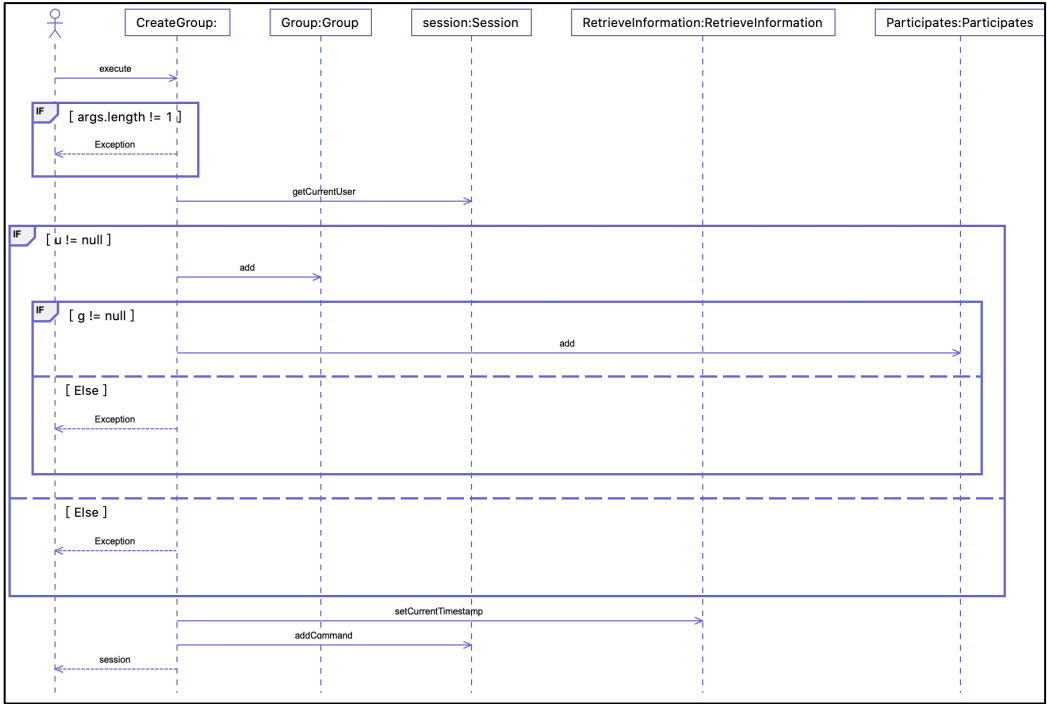 CreateGroup:
Group:Group
session:Session
RetrieveInformation:RetrieveInformation
Participates:Participates
execute
IF
[ args.length != 1 ]
Exception
getCurrentUser
IF
[ u != null ]
add
IF
[ g != null ]
add
[ Else ]
Exception
[ Else ]
Exception
setCurrentTimestamp
addCommand
session